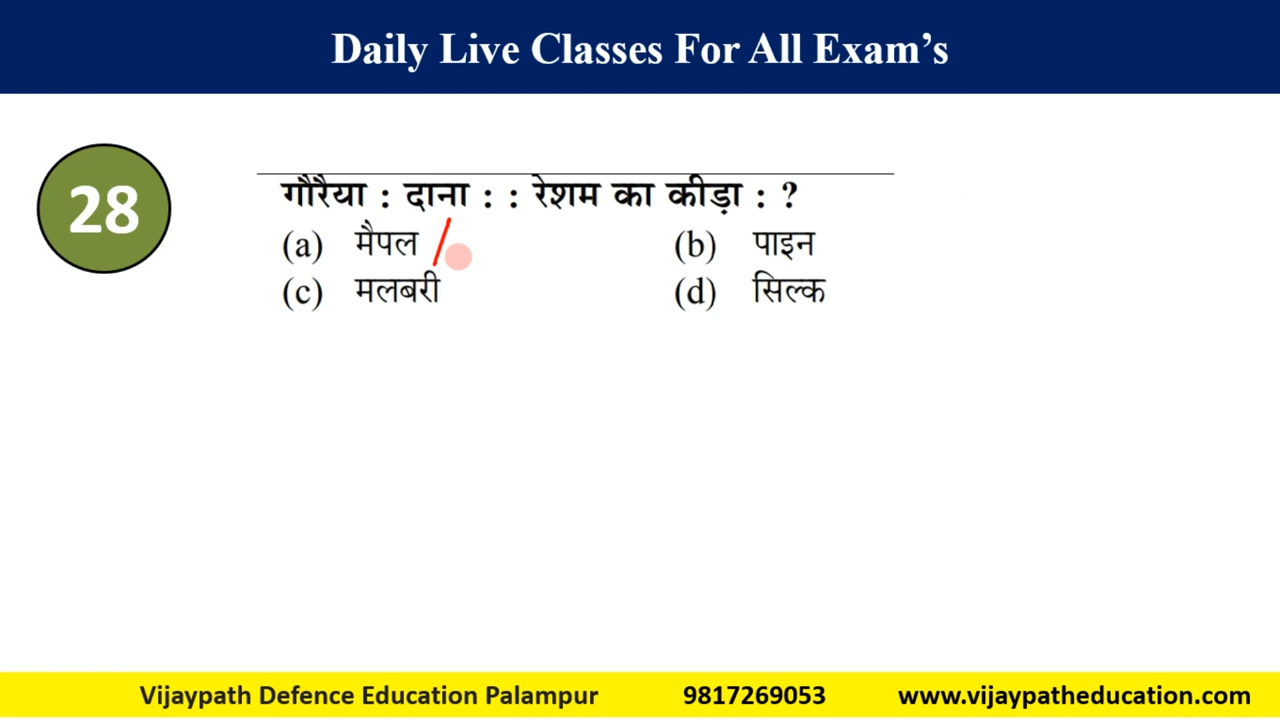 Daily Live Classes For All Exam’s
28
गौरैया : दाना : : रेशम का कीड़ा : ?
(a) मैपल (b) पाइन
(c) मलबरी (d) सिल्क
Vijaypath Defence Education Palampur 9817269053 www.vijaypatheducation.com